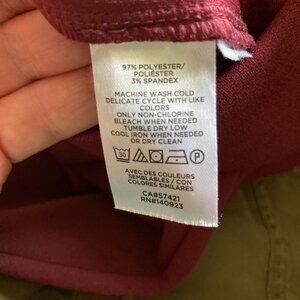 97% POLYESTER/
POLIÉSTER
3% SPANDEX
MACHINE WASH COLD
DELICATE CYCLE WITH LIKE
COLORS
ONLY NON-CHLORINE
BLEACH WHEN NEEDED
TUMBLE DRY LOW
COOL IRON WHEN NEEDED
OR DRY CLEAN
30 P
AVEC DES COULEURS
SEMBLABLES / CON
COLORES SIMILARES
CA#57421
RN#140923